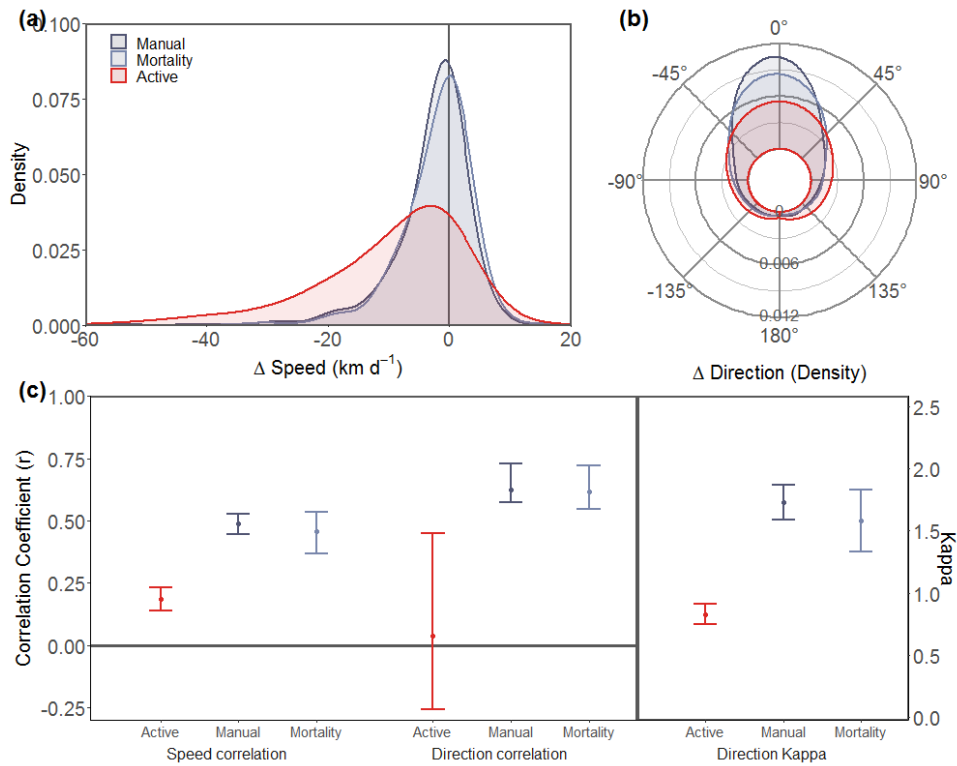 (a)
0.100
0.075
0.050
0.025
0.000
Density
Manual
Mortality
Active
-60 -40 -20 0 20
Δ Speed (km d⁻¹)
(b)
0°
-45° 45°
-90° 90°
-135° 135°
180°
0
0.006
0.012
Δ Direction (Density)
(c)
1.00
0.75
0.50
0.25
0.00
-0.25
Correlation Coefficient (r)
2.5
2.0
1.5
1.0
0.5
0.0
Kappa
Active Manual Mortality Active Manual Mortality Active Manual Mortality
Speed correlation Direction correlation Direction Kappa